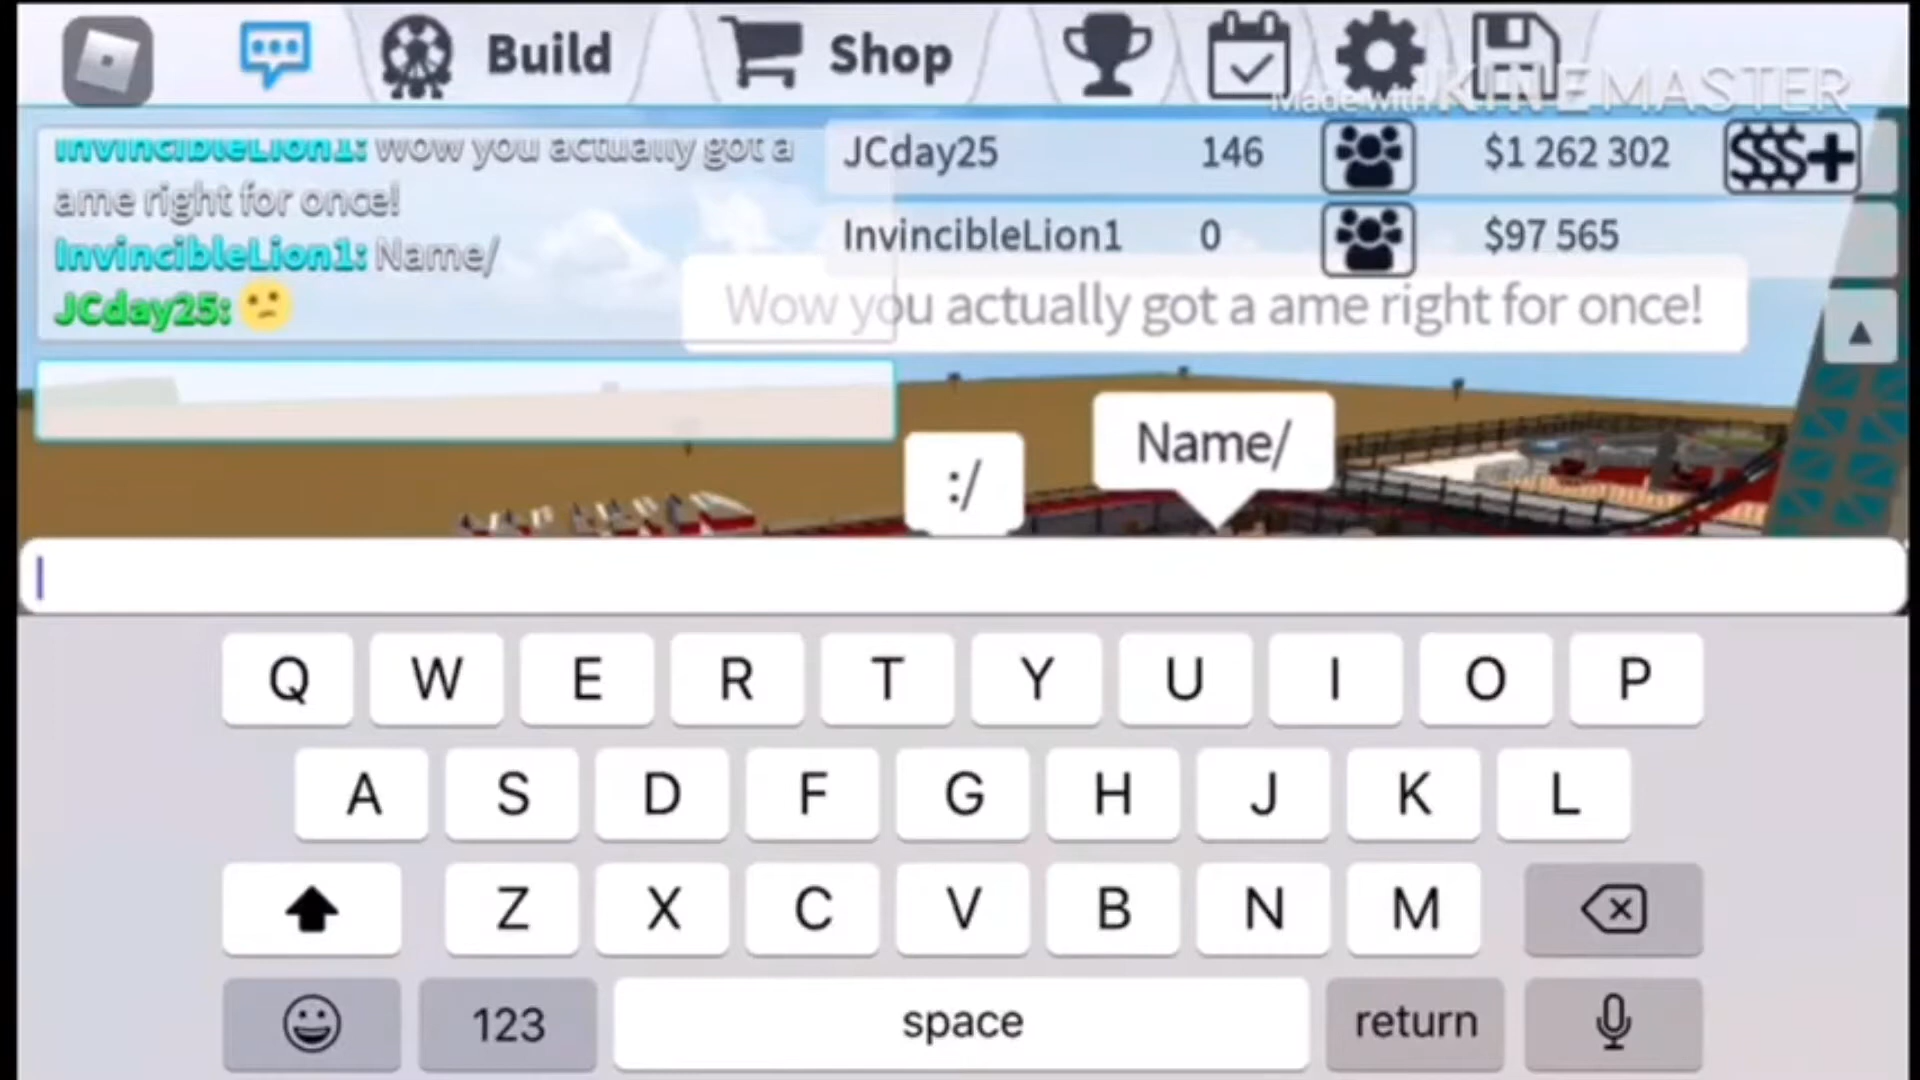 Build
Shop
Made with KINEMASTER
InvincibleLion1: Wow you actually got a
ame right for once!
InvincibleLion1: Name/
JCday25:😕
JCday25 146 $1 262 302 $$$+
InvincibleLion1 0 $97 565
Wow you actually got a ame right for once!
Name/
:/
Q W E R T Y U I O P
A S D F G H J K L
Z X C V B N M
123 space return